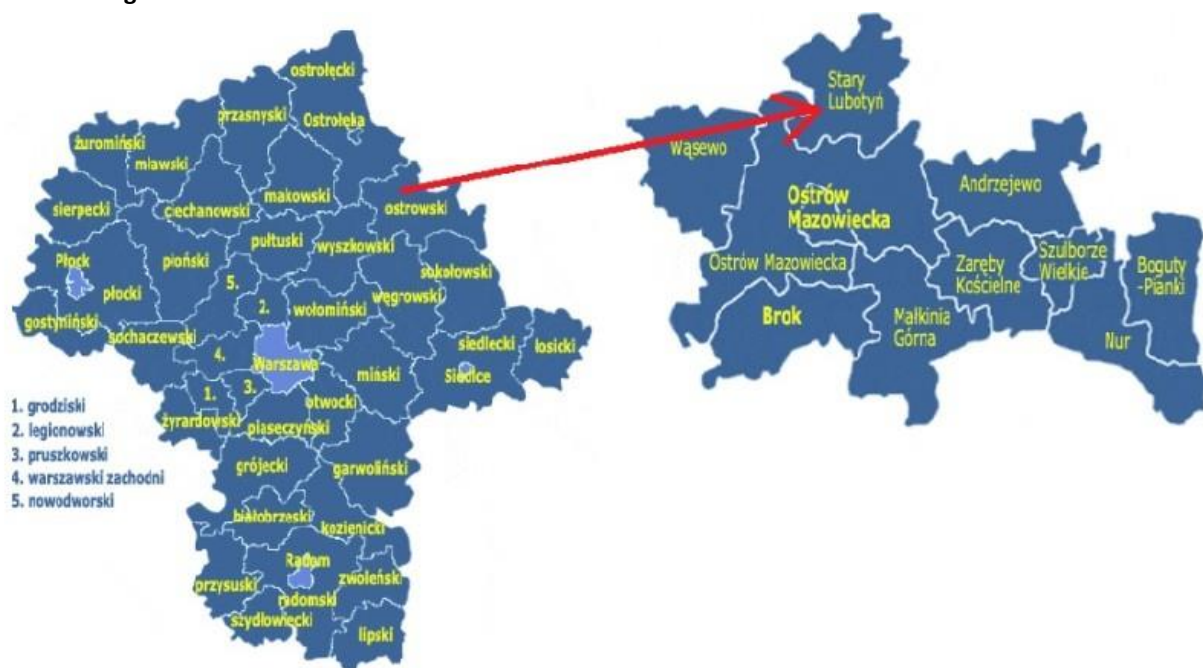 ostrołęcki
przasnyski
Ostrołęka
żuromiński
mławski
makowski
ciechanowski
sierpecki
ostrowski
pułtuski
wyszkowski
Płock
płoński
sokołowski
5.
węgrowski
płocki
2.
wołomiński
gostyniński
sochaczewski
siedlecki
łosicki
4.
Warszawa
miński
Siedlce
1.
3.
otwocki
żyrardowski
piaseczyński
grójecki
garwoliński
białobrzeski
kozienicki
Radom
przysuski
zwoleński
radomski
szydłowiecki
lipski
1. grodziski
2. legionowski
3. pruszkowski
4. warszawski zachodni
5. nowodworski
Stary
Lubotyń
Wąsewo
Andrzejewo
Ostrów
Mazowiecka
Ostrów Mazowiecka
Zaręby
Kościelne
Szulborze
Wielkie
Boguty
-Pianki
Brok
Małkinia
Górna
Nur